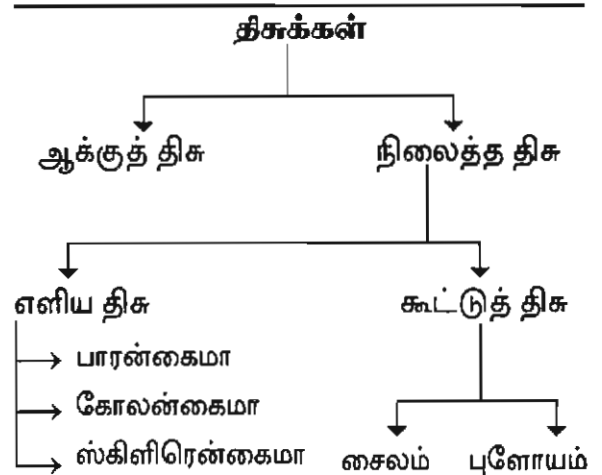 திசுக்கள்
ஆக்குத் திசு நிலைத்த திசு
எளிய திசு கூட்டுத் திசு
பாரன்கைமா
கோலன்கைமா
ஸ்கிளிரென்கைமா சைலம் புளோயம்